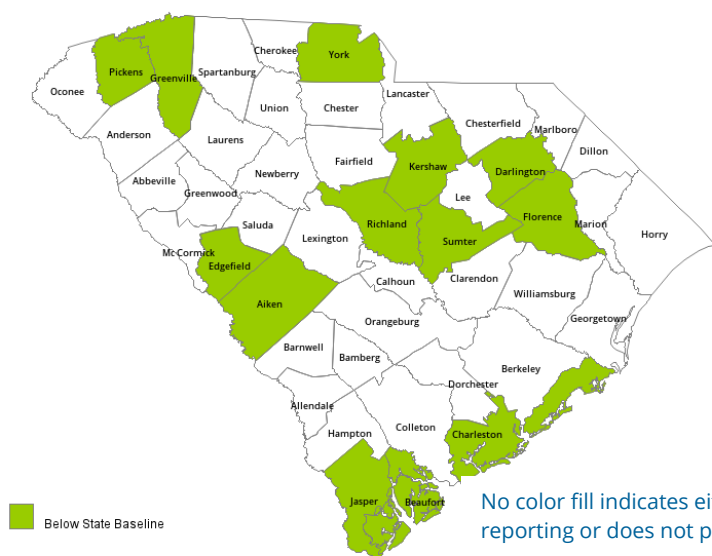 Cherokee
York
Pickens
Greenville
Spartanburg
Oconee
Lancaster
Union
Chester
Chesterfield
Marlboro
Anderson
Laurens
Dillon
Fairfield
Kershaw
Darlington
Abbeville
Newberry
Greenwood
Lee
Saluda
Richland
Florence
Marion
Lexington
Sumter
Horry
Mc Cormick
Edgefield
Calhoun
Clarendon
Aiken
Williamsburg
Orangeburg
Georgetown
Barnwell
Bamberg
Berkeley
Dorchester
Allendale
Colleton
Hampton
Charleston
Jasper
Beaufort
Below State Baseline
No color fill indicates ei
reporting or does not p